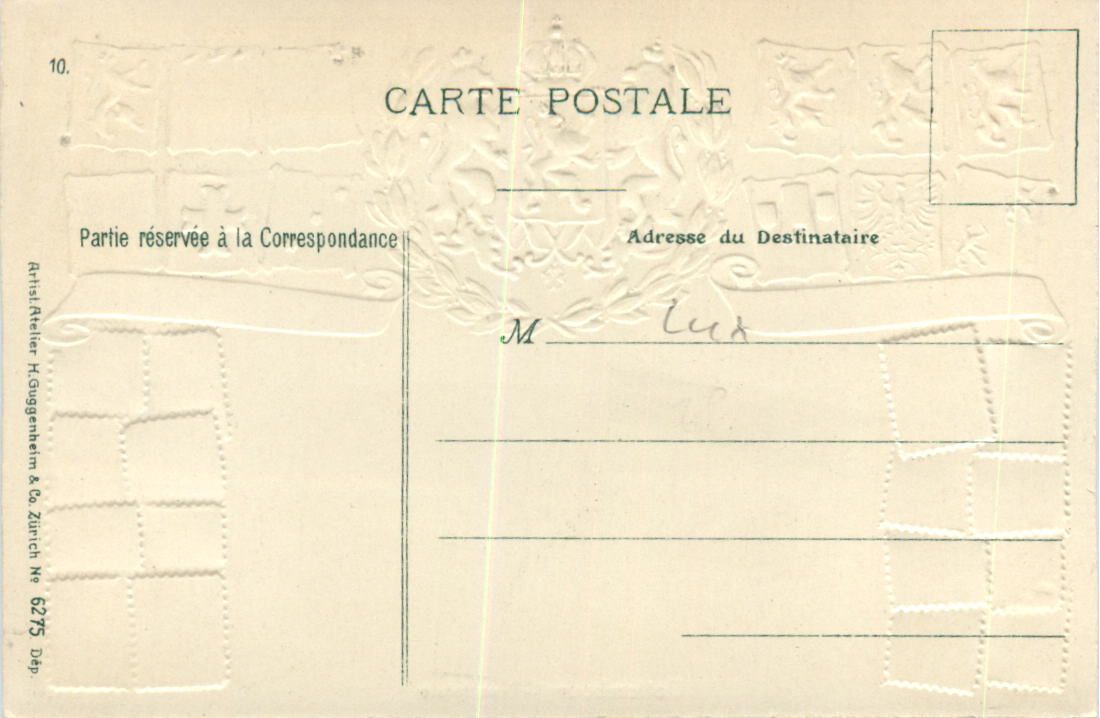 10.
CARTE POSTALE
Partie réservée à la Correspondance
Adresse du Destinataire
M
Lux
Artist. Atelier H. Guggenheim & Co. Zürich No 6275 Dép.